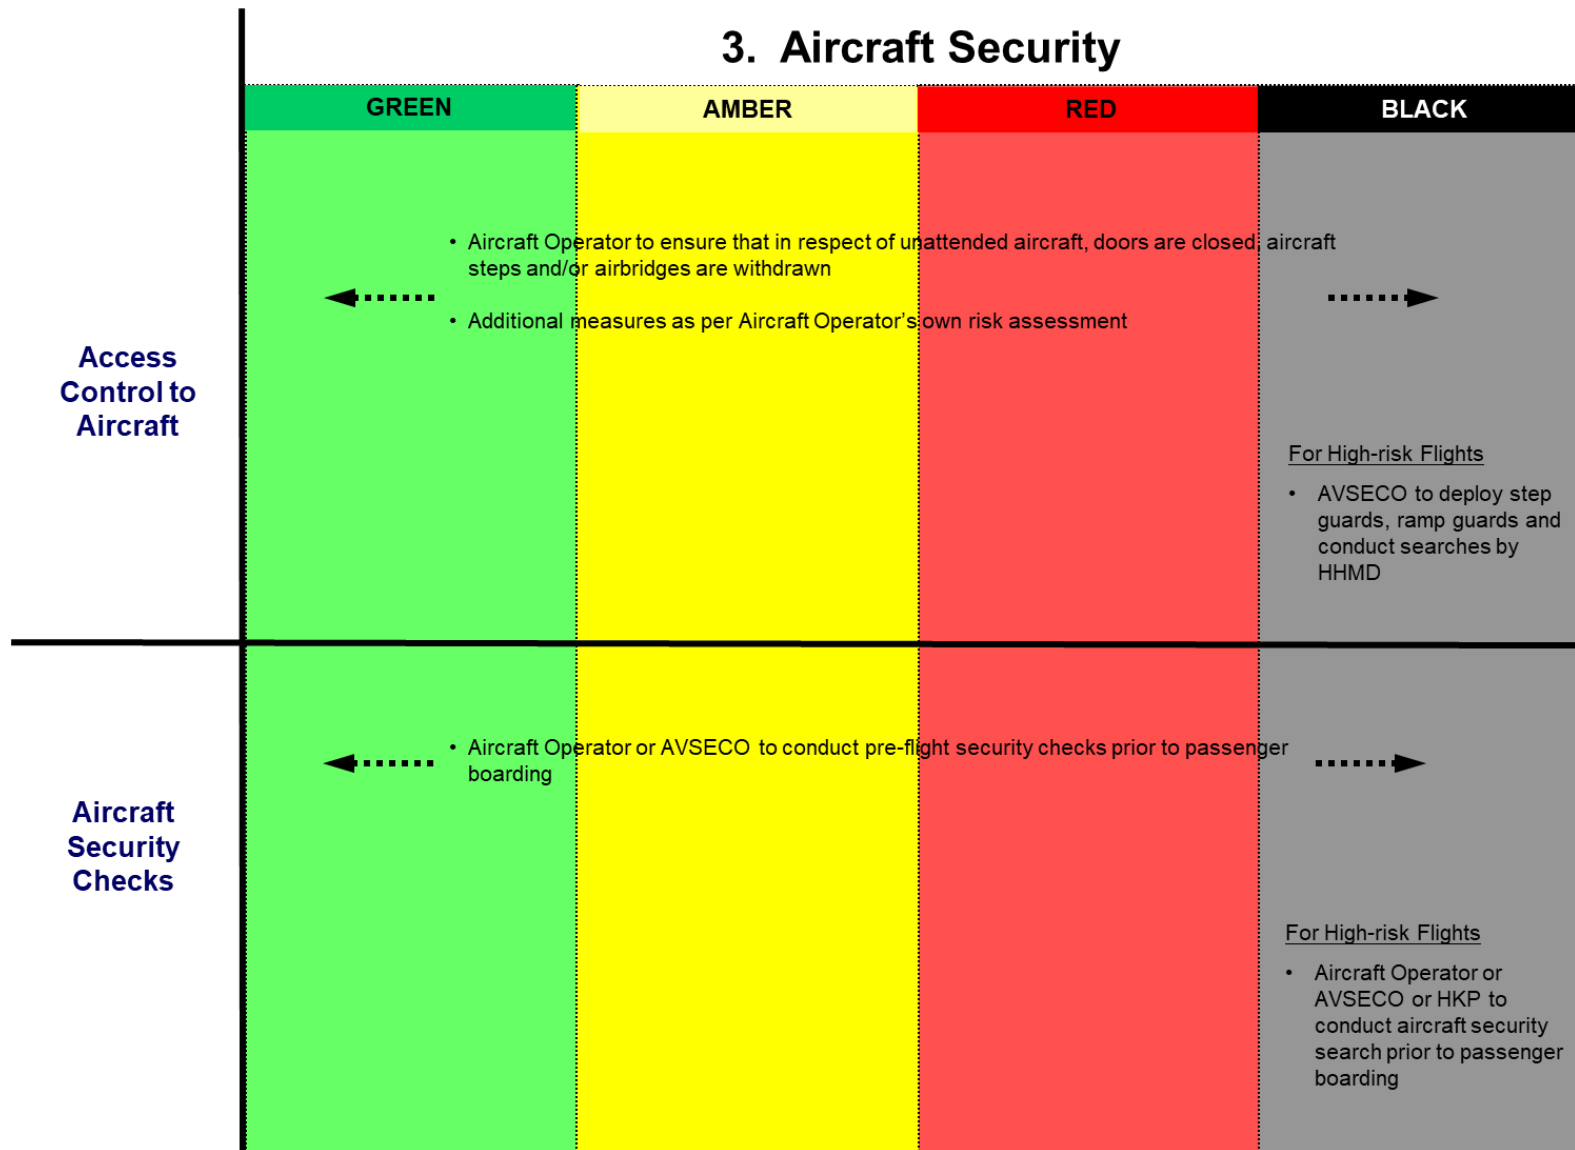 3. Aircraft Security
GREEN
AMBER
RED
BLACK
Access
Control to
Aircraft
• Aircraft Operator to ensure that in respect of unattended aircraft, doors are closed, aircraft
steps and/or airbridges are withdrawn
• Additional measures as per Aircraft Operator’s own risk assessment
For High-risk Flights
• AVSECO to deploy step
guards, ramp guards and
conduct searches by
HHMD
Aircraft
Security
Checks
• Aircraft Operator or AVSECO to conduct pre-flight security checks prior to passenger
boarding
For High-risk Flights
• Aircraft Operator or
AVSECO or HKP to
conduct aircraft security
search prior to passenger
boarding